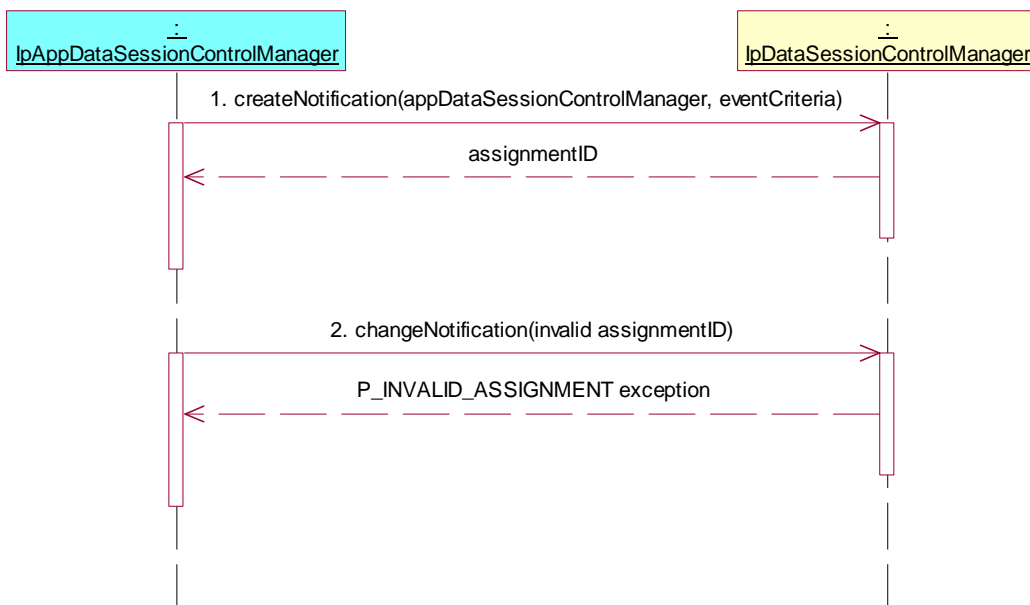 :
IpAppDataSessionControlManager
:
IpDataSessionControlManager
1. createNotification(appDataSessionControlManager, eventCriteria)
assignmentID
2. changeNotification(invalid assignmentID)
P_INVALID_ASSIGNMENT exception